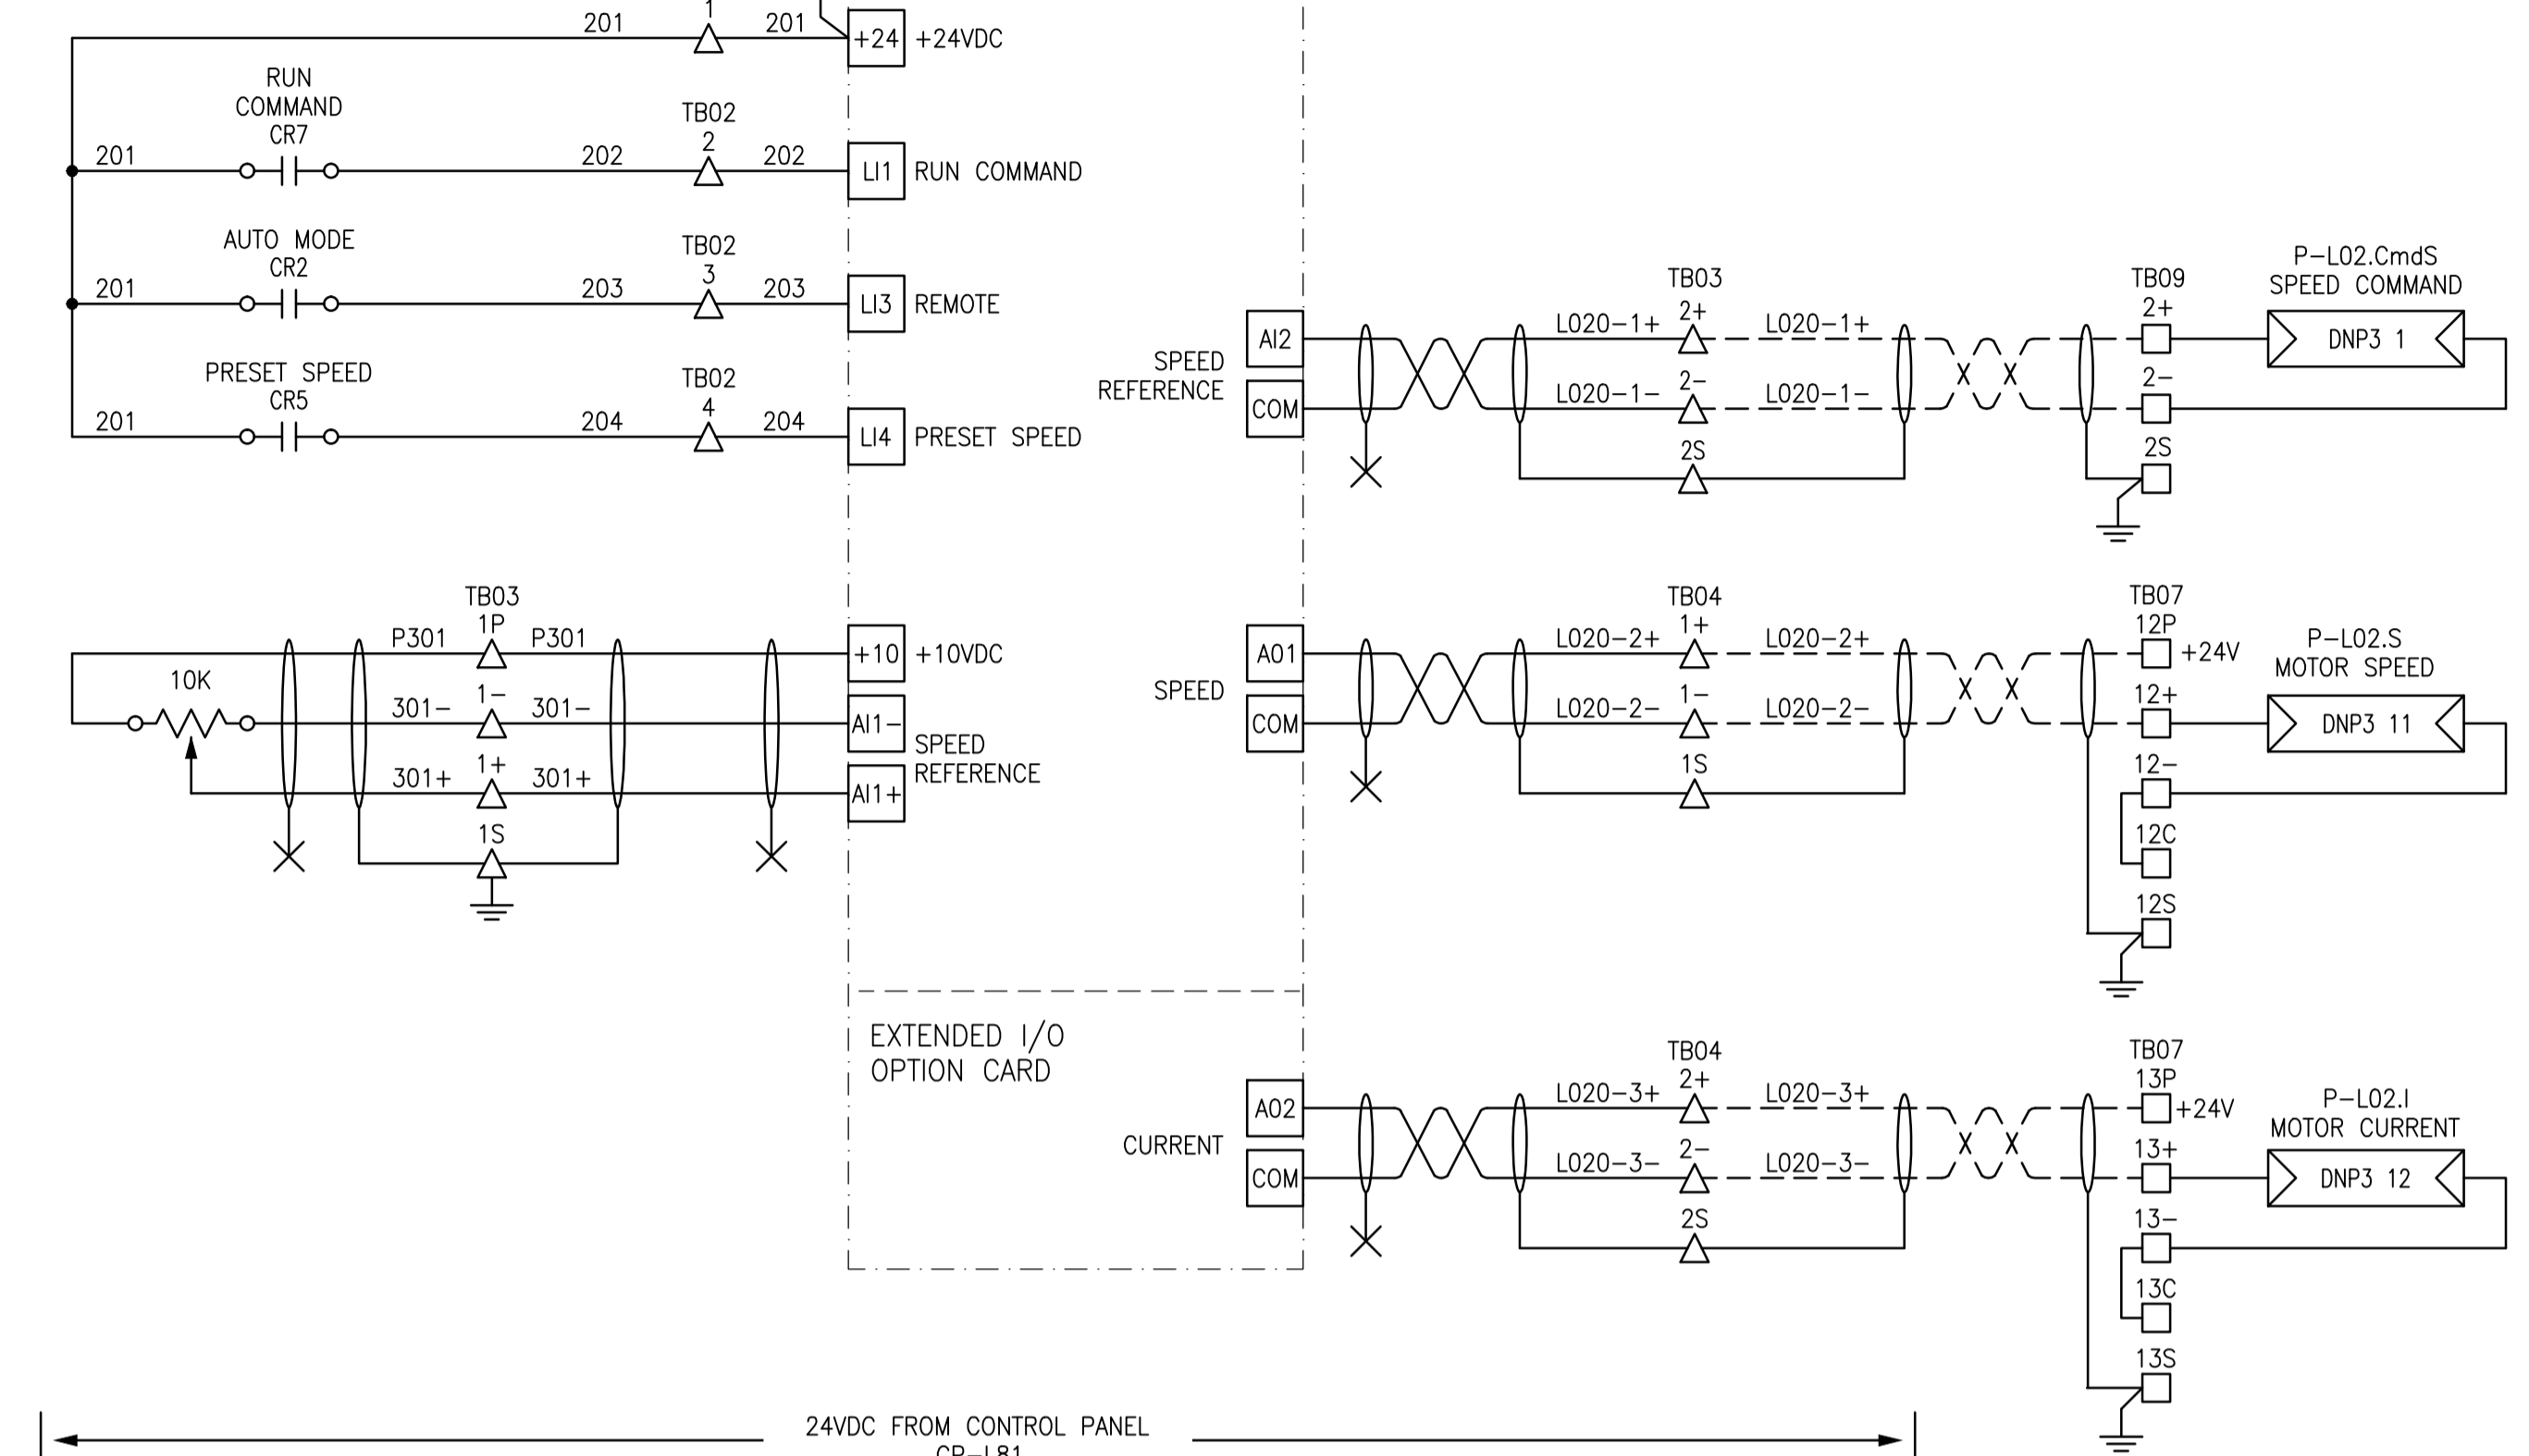 201
1
201
+24
+24VDC
RUN
COMMAND
CR7
201
202
TB02
2
202
LI1
RUN COMMAND
AUTO MODE
CR2
201
203
TB02
3
203
LI3
REMOTE
PRESET SPEED
CR5
201
204
TB02
4
204
LI4
PRESET SPEED
10K
TB03
P301
1P
P301
+10
+10VDC
301-
1-
301-
AI1-
SPEED
REFERENCE
301+
1+
301+
AI1+
1S
SPEED
REFERENCE
AI2
COM
TB03
L020-1+
2+
L020-1+
L020-1-
2-
L020-1-
2S
TB09
2+
2-
2S
P-L02.CmdS
SPEED COMMAND
DNP3 1
SPEED
AO1
COM
TB04
L020-2+
1+
L020-2+
L020-2-
1-
L020-2-
1S
TB07
12P
+24V
12+
12-
12C
12S
P-L02.S
MOTOR SPEED
DNP3 11
EXTENDED I/O
OPTION CARD
CURRENT
AO2
COM
TB04
L020-3+
2+
L020-3+
L020-3-
2-
L020-3-
2S
TB07
13P
+24V
13+
13-
13C
13S
P-L02.I
MOTOR CURRENT
DNP3 12
24VDC FROM CONTROL PANEL
CP-L81